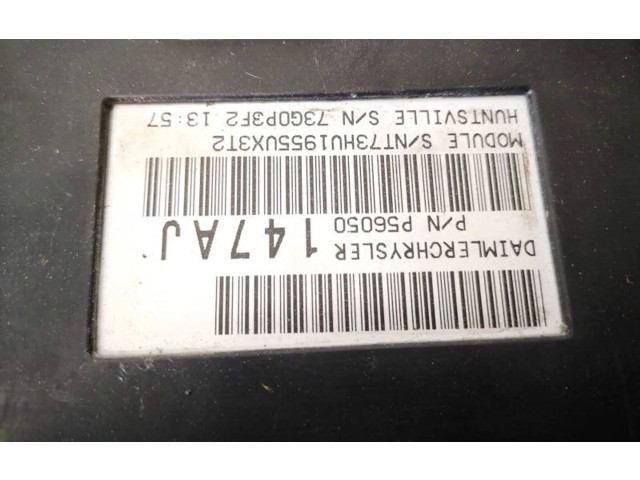 DAIMLERCHRYSLER
P/N P56050 147AJ
MODULE S/NT73HU1955UX3T2
HUNTSVILLE S/N 73G0P3F2 13:57